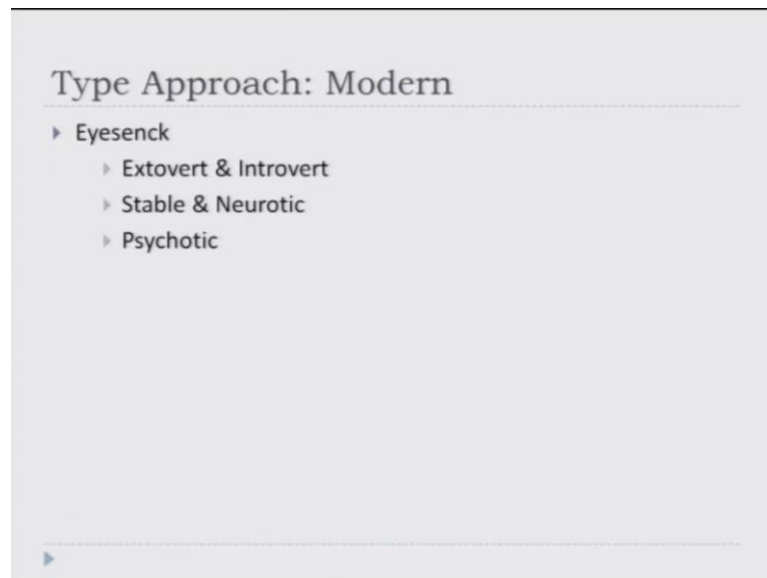 Type Approach: Modern
Eyesenck
Extovert & Introvert
Stable & Neurotic
Psychotic